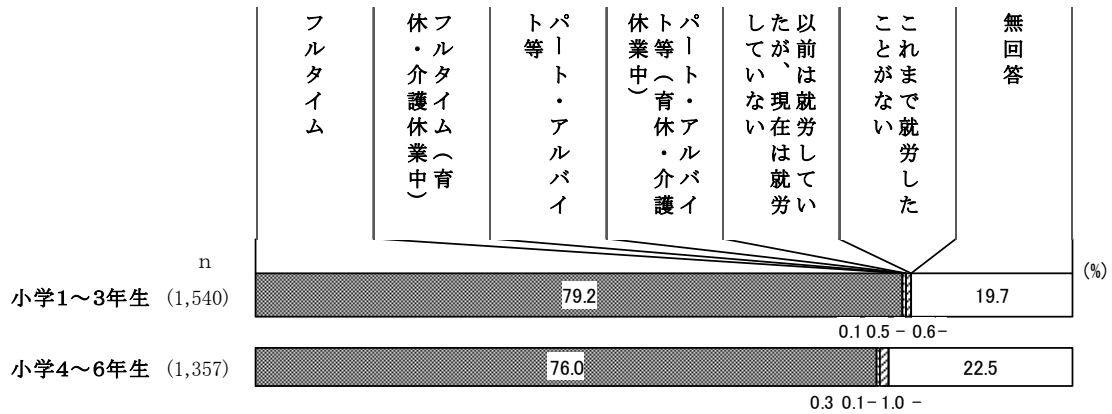 フルタイム
フルタイム（育
休・介護休業中）
パート・アルバイ
ト等
パート・アルバイ
ト等（育休・介護
休業中）
以前は就労してい
たが、現在は就労
していない
これまで就労した
ことがない
無回答
n
(%)
小学1～3年生 (1,540)
79.2
19.7
0.1 0.5 - 0.6 -
小学4～6年生 (1,357)
76.0
22.5
0.3 0.1 - 1.0 -